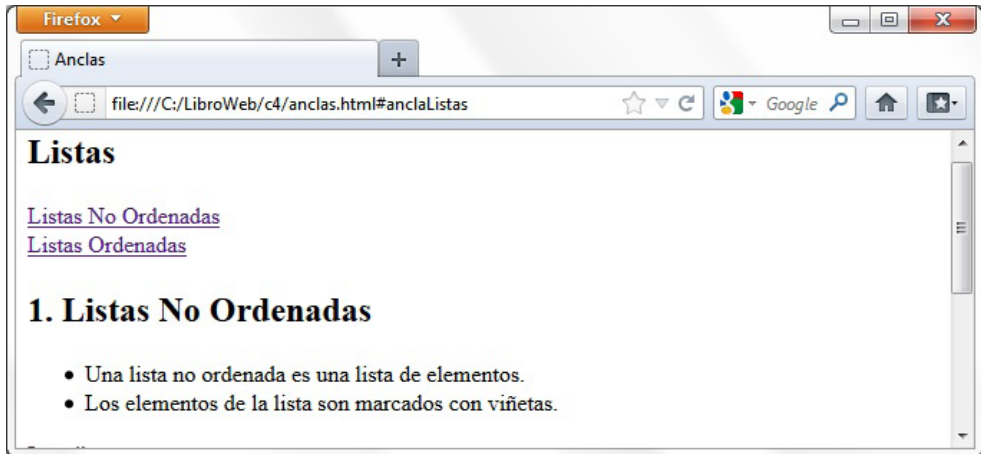 Firefox
Anclas
file:///C:/LibroWeb/c4/anclas.html#anclaListas
Google
Listas
Listas No Ordenadas
Listas Ordenadas
1. Listas No Ordenadas
Una lista no ordenada es una lista de elementos.
Los elementos de la lista son marcados con viñetas.